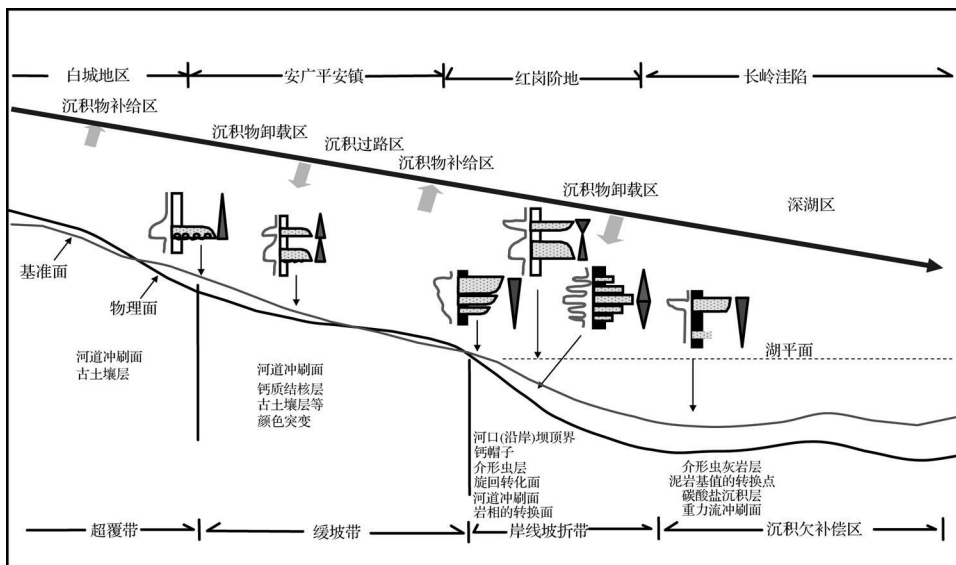 白城地区
安广平安镇
红岗阶地
长岭洼陷
沉积物补给区
沉积物卸载区
沉积过路区
沉积物补给区
沉积物卸载区
深湖区
基准面
物理面
湖平面
河道冲刷面
古土壤层
河道冲刷面
钙质结核层
古土壤层等
颜色突变
河口(沿岸)坝顶界
钙帽子
介形虫层
旋回转化面
河道冲刷面
岩相的转换面
介形虫灰岩层
泥岩基值的转换点
碳酸盐沉积层
重力流冲刷面
超覆带
缓坡带
岸线坡折带
沉积欠补偿区